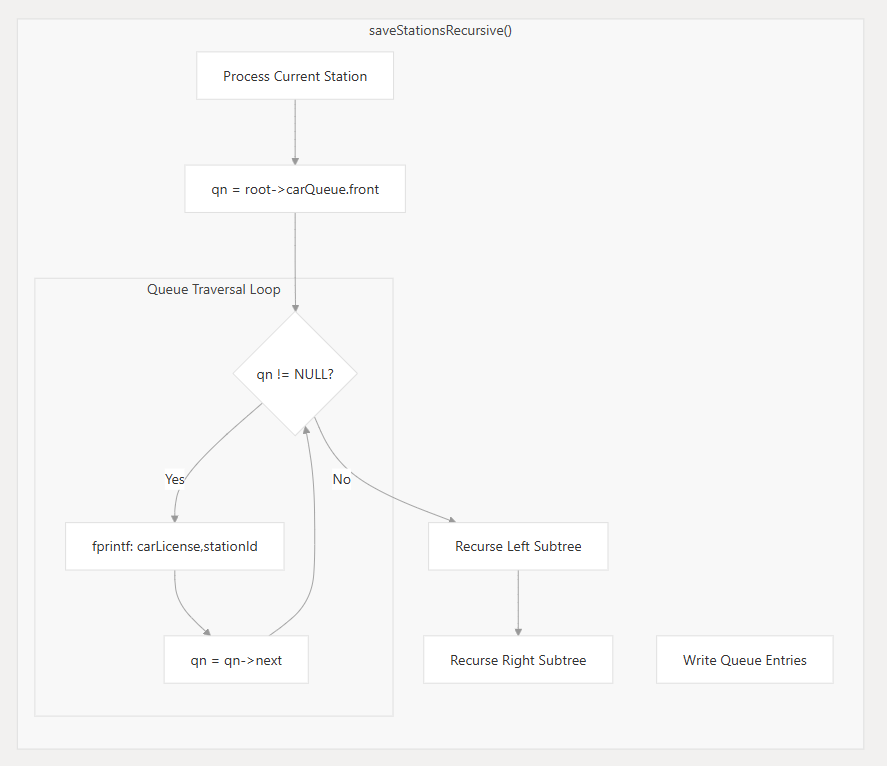 saveStationsRecursive()
Process Current Station
qn = root->carQueue.front
Queue Traversal Loop
qn != NULL?
Yes
No
fprintf: carLicense,stationId
Recurse Left Subtree
qn = qn->next
Recurse Right Subtree
Write Queue Entries